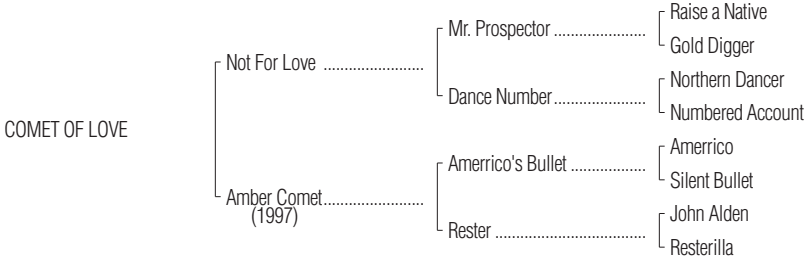 Raise a Native
Mr. Prospector ......................
Gold Digger
Not For Love ........................
Northern Dancer
Dance Number......................
Numbered Account
COMET OF LOVE
Amerrico
Amerrico's Bullet ..................
Silent Bullet
Amber Comet........................
(1997)
John Alden
Rester ....................................
Resterilla